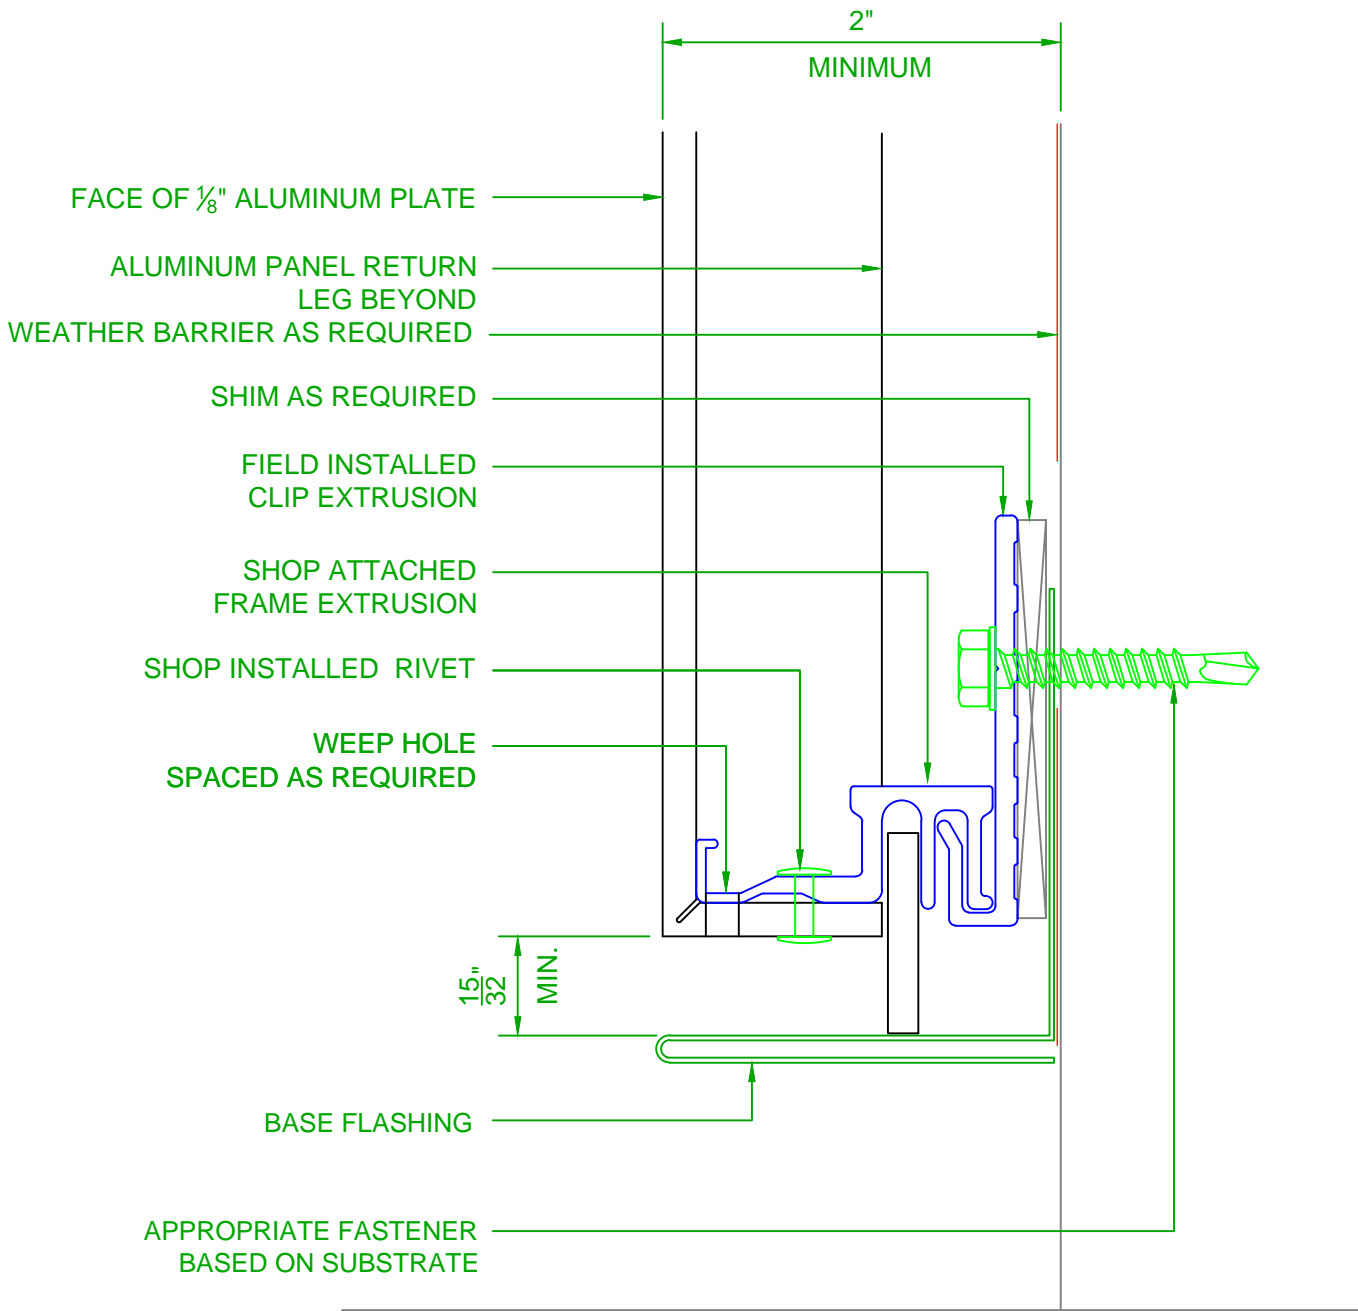 2"
MINIMUM
FACE OF ⅛" ALUMINUM PLATE
ALUMINUM PANEL RETURN
LEG BEYOND
WEATHER BARRIER AS REQUIRED
SHIM AS REQUIRED
FIELD INSTALLED
CLIP EXTRUSION
SHOP ATTACHED
FRAME EXTRUSION
SHOP INSTALLED RIVET
WEEP HOLE
SPACED AS REQUIRED
15/32"
MIN.
BASE FLASHING
APPROPRIATE FASTENER
BASED ON SUBSTRATE